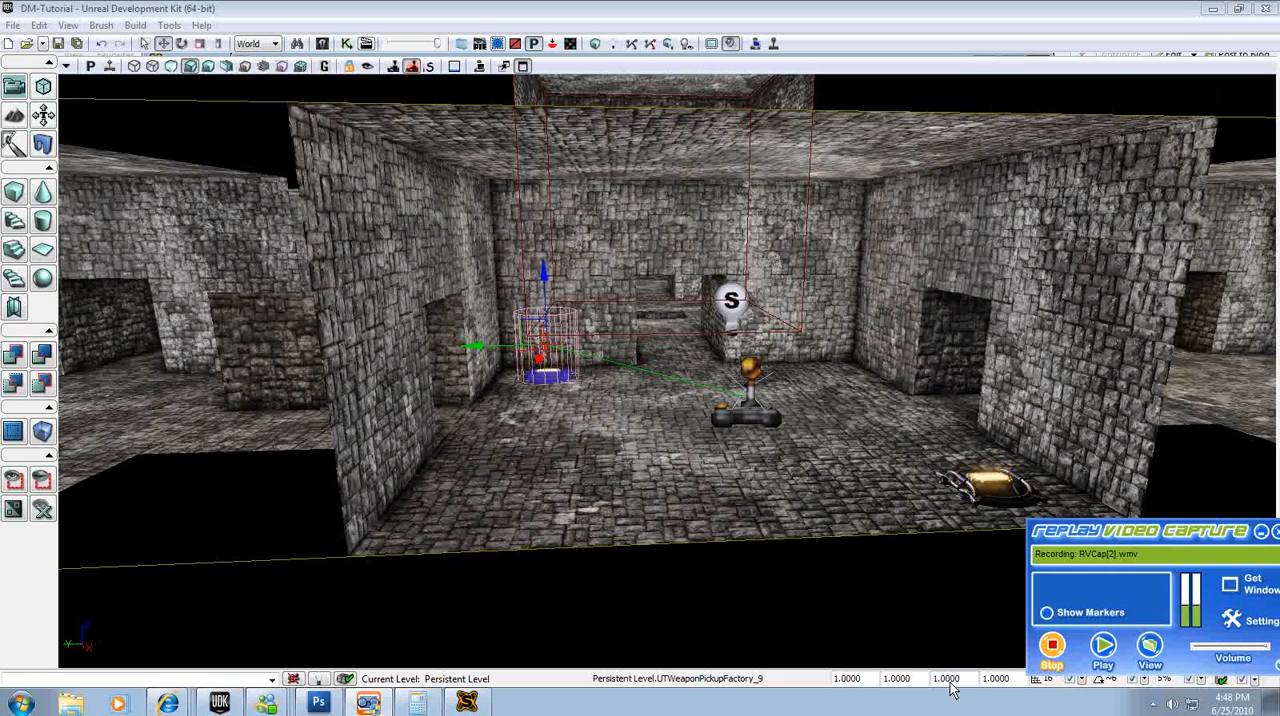 DM-Tutorial - Unreal Development Kit (64-bit)
File Edit View Brush Build Tools Help
World
P
P G S
S
REPLAY VIDEO CAPTURE
Recording: RVCap[2].wmv
Get
Window
Show Markers
Setting
Stop Play View Volume
Current Level: Persistent Level Persistent Level.UTWeaponPickupFactory_9 1.0000 1.0000 1.0000 1.0000
UDK Ps
4:48 PM
6/25/2010